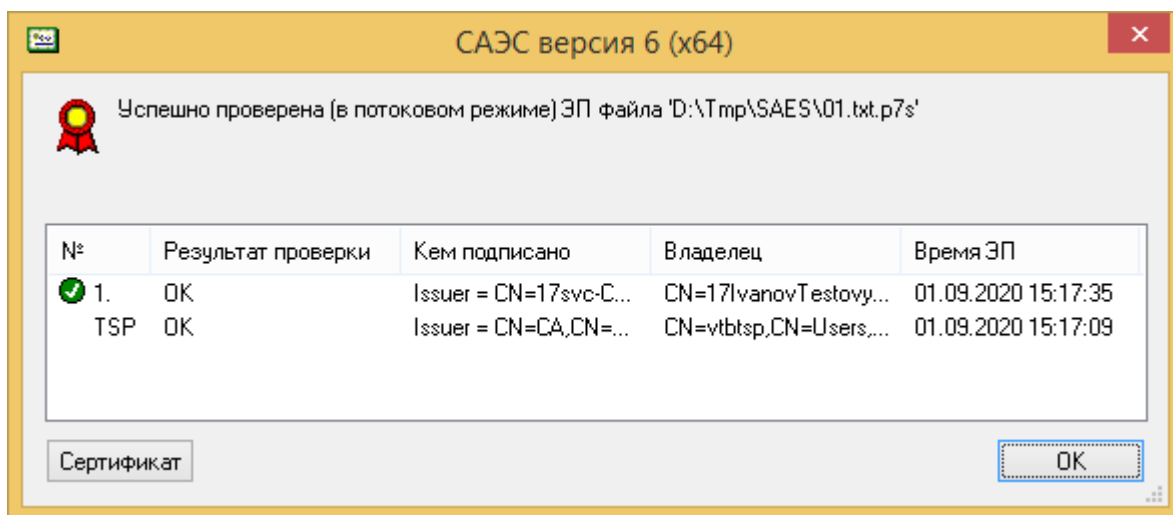 САЭС версия 6 (x64)
Успешно проверена (в потоковом режиме) ЭП файла 'D:\Tmp\SAES\01.txt.p7s'
№ Результат проверки Кем подписано Владелец Время ЭП
1. OK Issuer = CN=17svc-C... CN=17IvanovTestovy... 01.09.2020 15:17:35
TSP OK Issuer = CN=CA,CN=... CN=vtbtsp,CN=Users,... 01.09.2020 15:17:09
Сертификат OK